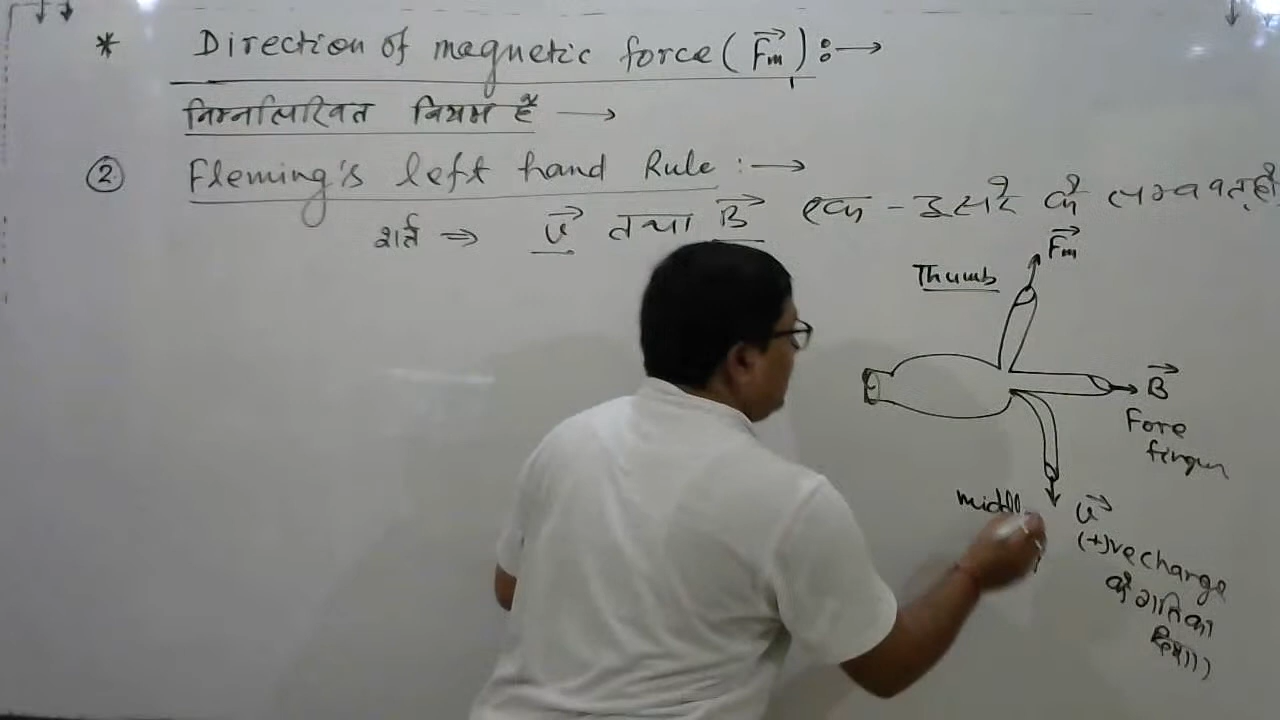 * Direction of magnetic force (F⃗m) :→
निम्नलिखित नियम हैं →
② Fleming's left hand Rule :→
शर्त ⇒ v⃗ तथा B⃗ एक-दूसरे के लम्बवत् हो
F⃗m
Thumb
B⃗
Fore
finger
middl
v⃗
(+)ve charge
के गति का
दिशा